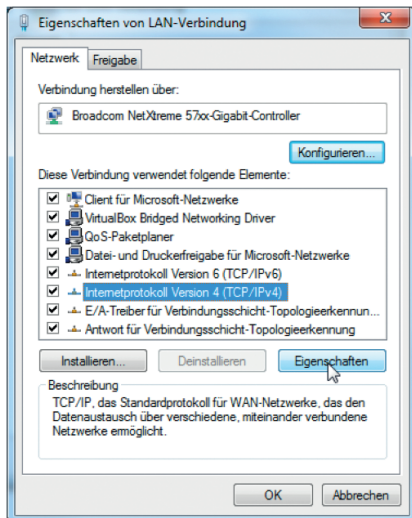 Eigenschaften von LAN-Verbindung
Netzwerk Freigabe
Verbindung herstellen über:
Broadcom NetXtreme 57xx-Gigabit-Controller
Konfigurieren...
Diese Verbindung verwendet folgende Elemente:
Client für Microsoft-Netzwerke
VirtualBox Bridged Networking Driver
QoS-Paketplaner
Datei- und Druckerfreigabe für Microsoft-Netzwerke
Internetprotokoll Version 6 (TCP/IPv6)
Internetprotokoll Version 4 (TCP/IPv4)
E/A-Treiber für Verbindungsschicht-Topologieerkennun...
Antwort für Verbindungsschicht-Topologieerkennung
Installieren... Deinstallieren Eigenschaften
Beschreibung
TCP/IP, das Standardprotokoll für WAN-Netzwerke, das den
Datenaustausch über verschiedene, miteinander verbundene
Netzwerke ermöglicht.
OK Abbrechen